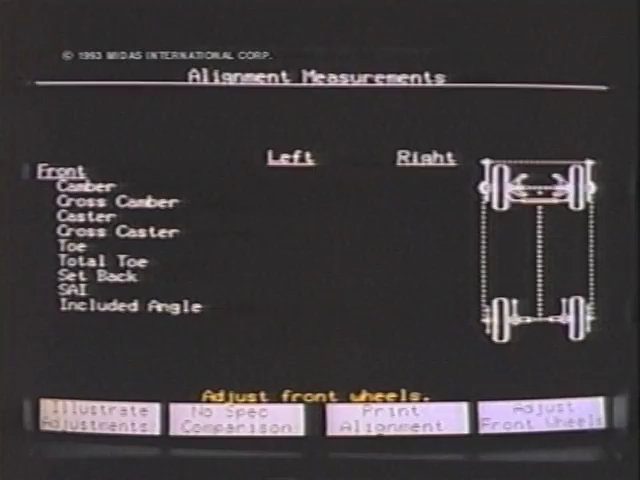 © 1993 MIDAS INTERNATIONAL CORP.
Alignment Measurements
Left Right
Front
Camber
Cross Camber
Caster
Cross Caster
Toe
Total Toe
Set Back
SAI
Included Angle
Adjust front wheels.
Illustrate Adjustments
No Spec Comparison
Print Alignment
Adjust Front Wheels